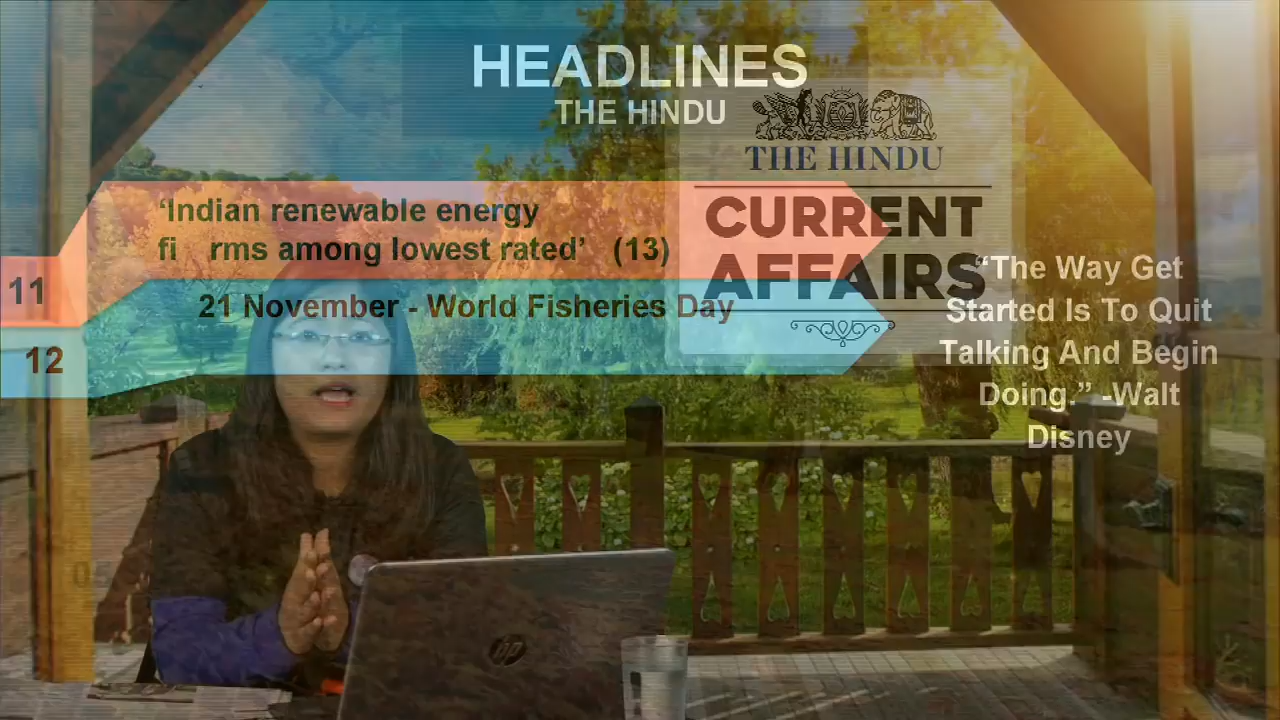 HEADLINES
THE HINDU
THE HINDU
CURRENT
AFFAIRS
11
‘Indian renewable energy
fi rms among lowest rated’ (13)
12
21 November - World Fisheries Day
“The Way Get
Started Is To Quit
Talking And Begin
Doing.” -Walt
Disney
hp